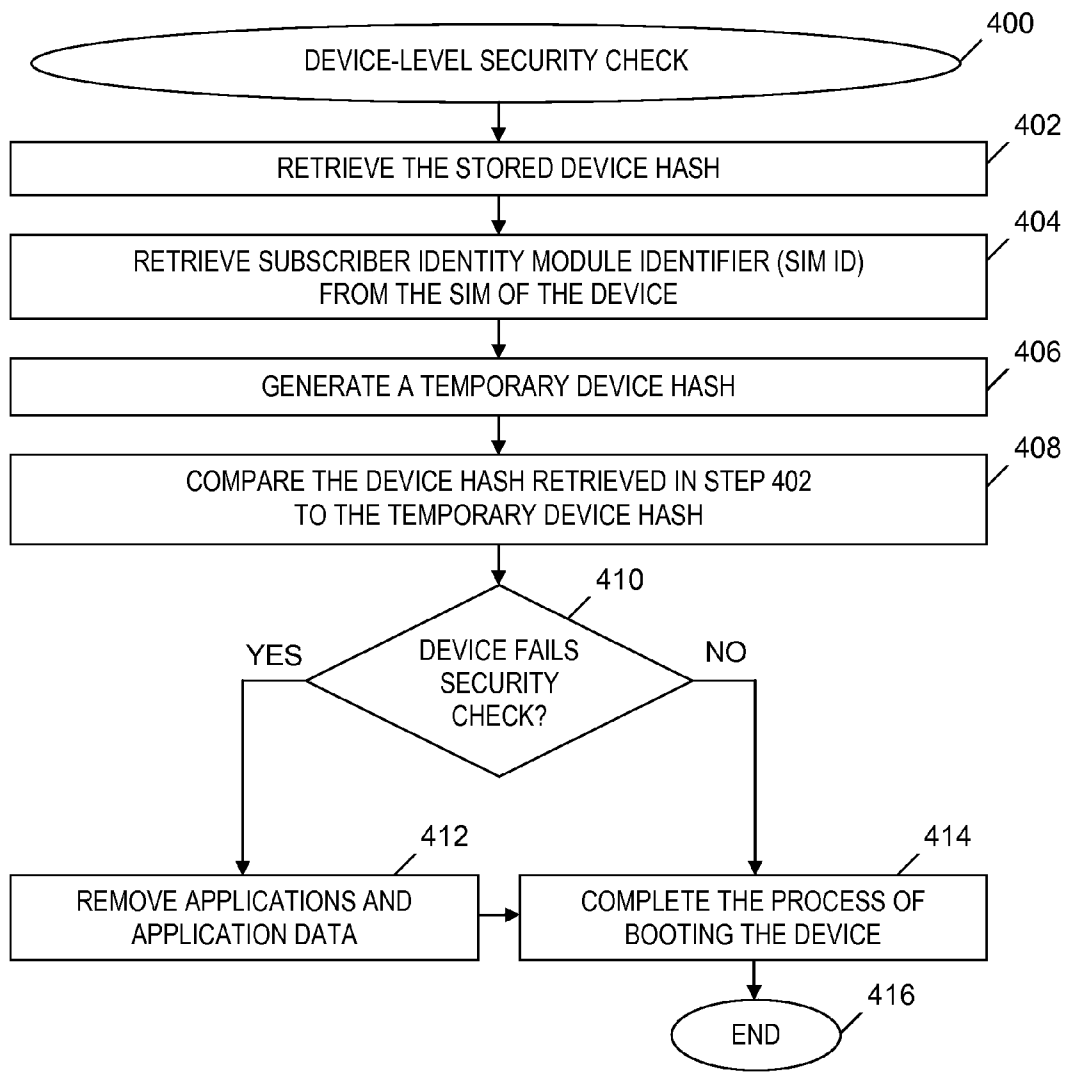 400
DEVICE-LEVEL SECURITY CHECK
402
RETRIEVE THE STORED DEVICE HASH
404
RETRIEVE SUBSCRIBER IDENTITY MODULE IDENTIFIER (SIM ID)
FROM THE SIM OF THE DEVICE
406
GENERATE A TEMPORARY DEVICE HASH
408
COMPARE THE DEVICE HASH RETRIEVED IN STEP 402
TO THE TEMPORARY DEVICE HASH
410
DEVICE FAILS
SECURITY
CHECK?
YES
NO
412
REMOVE APPLICATIONS AND
APPLICATION DATA
414
COMPLETE THE PROCESS OF
BOOTING THE DEVICE
416
END